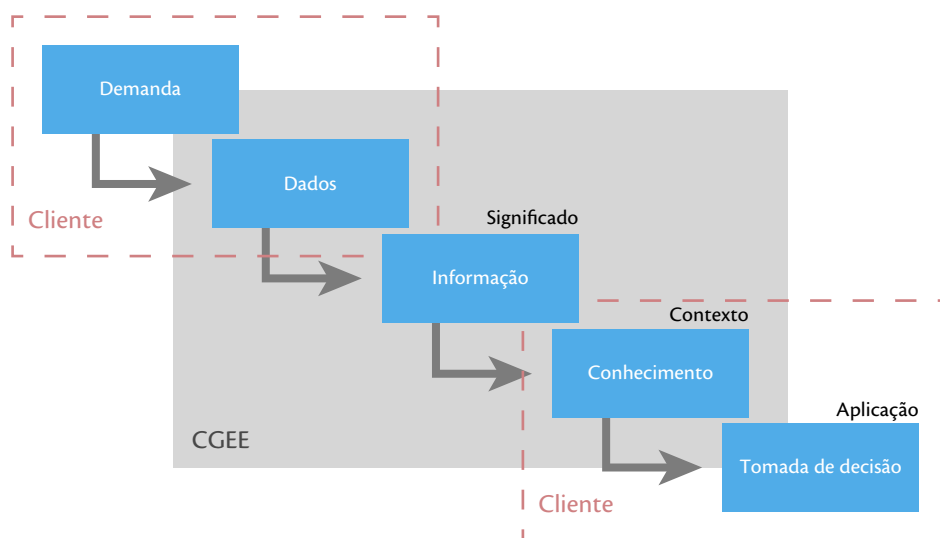 Demanda
Dados
Cliente
Significado
Informação
Contexto
Conhecimento
Aplicação
CGEE
Tomada de decisão
Cliente